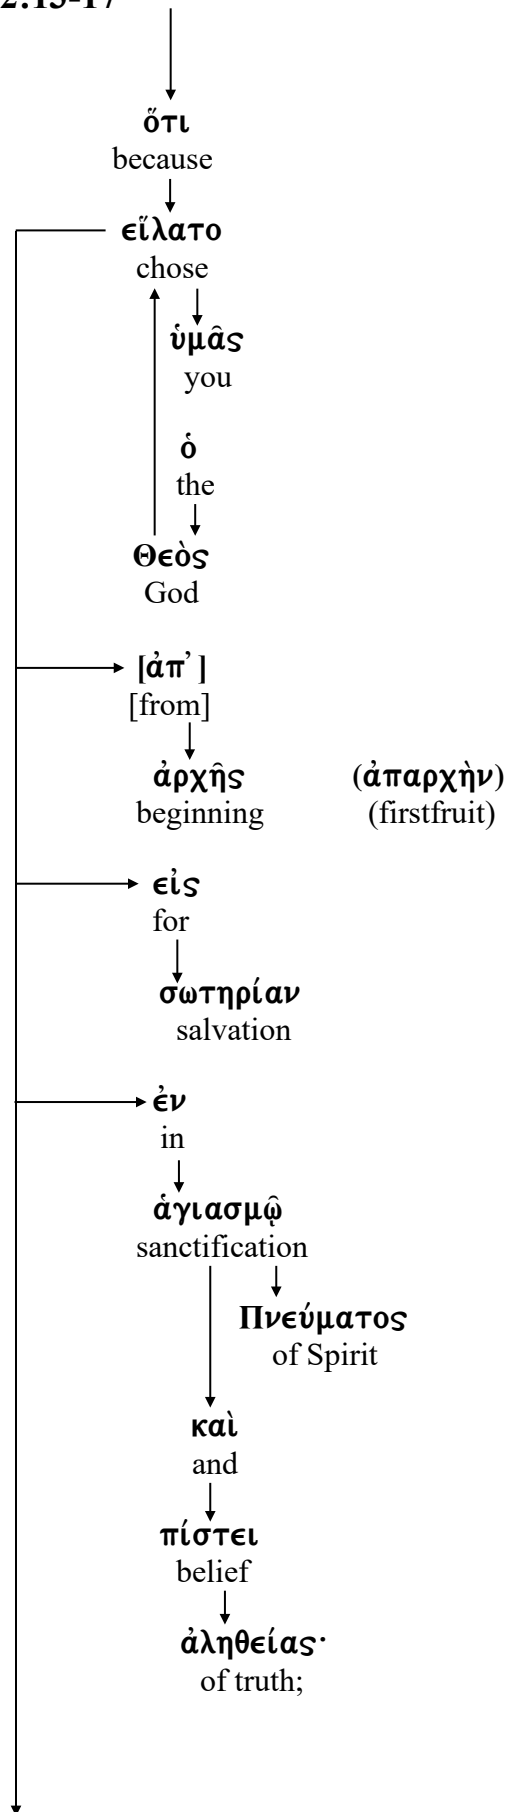 2:13-17
ὅτι
because
εἵλατο
chose
ὑμᾶς
you
ὁ
the
Θεὸς
God
[ἀπ’ ]
[from]
ἀρχῆς (ἀπαρχὴν)
beginning (firstfruit)
εἰς
for
σωτηρίαν
salvation
ἐν
in
ἁγιασμῷ
sanctification
Πνεύματος
of Spirit
καὶ
and
πίστει
belief
ἀληθείας·
of truth;